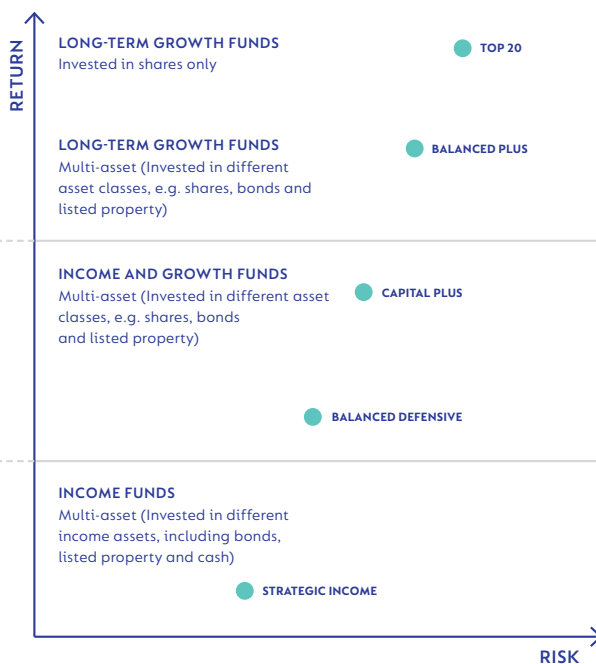 RETURN
LONG-TERM GROWTH FUNDS
Invested in shares only
TOP 20
LONG-TERM GROWTH FUNDS
Multi-asset (Invested in different
asset classes, e.g. shares, bonds and
listed property)
BALANCED PLUS
INCOME AND GROWTH FUNDS
Multi-asset (Invested in different asset
classes, e.g. shares, bonds
and listed property)
CAPITAL PLUS
BALANCED DEFENSIVE
INCOME FUNDS
Multi-asset (Invested in different
income assets, including bonds,
listed property and cash)
STRATEGIC INCOME
RISK